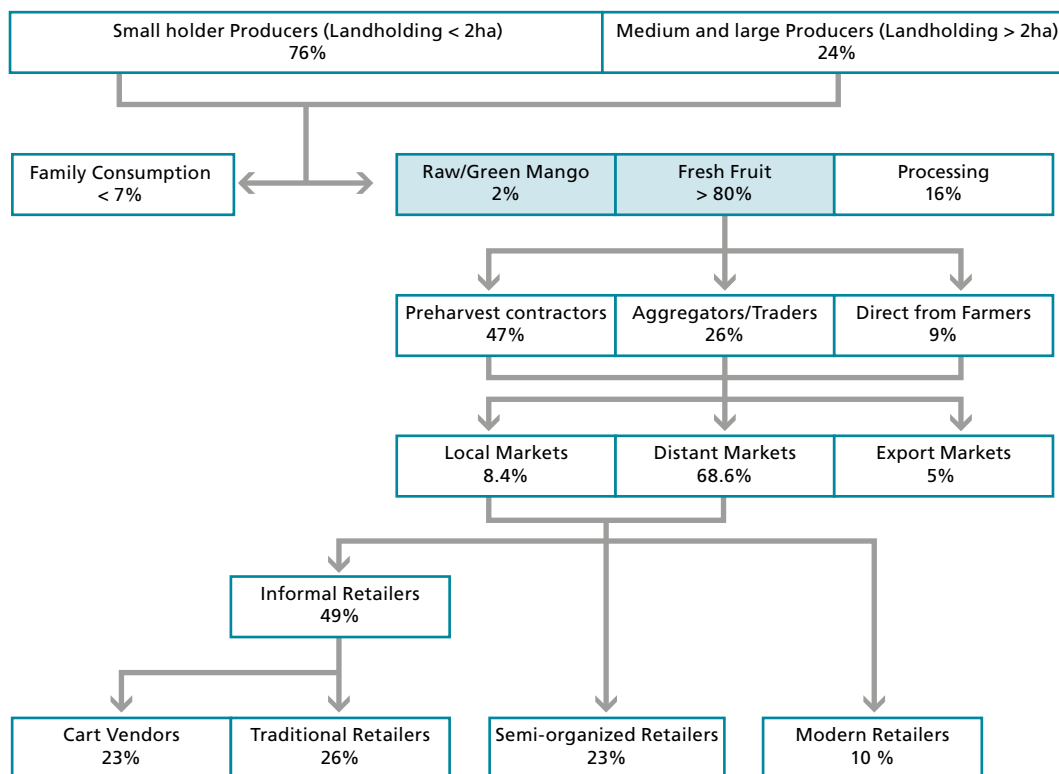 Small holder Producers (Landholding < 2ha)
76%
Medium and large Producers (Landholding > 2ha)
24%
Family Consumption
< 7%
Raw/Green Mango
2%
Fresh Fruit
> 80%
Processing
16%
Preharvest contractors
47%
Aggregators/Traders
26%
Direct from Farmers
9%
Local Markets
8.4%
Distant Markets
68.6%
Export Markets
5%
Informal Retailers
49%
Cart Vendors
23%
Traditional Retailers
26%
Semi-organized Retailers
23%
Modern Retailers
10 %